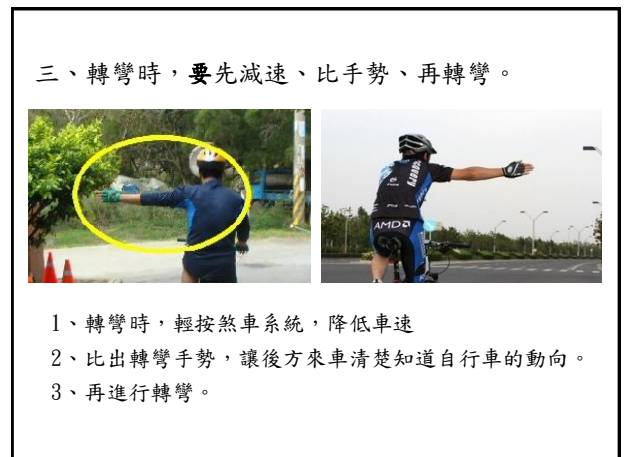 三、轉彎時，要先減速、比手勢、再轉彎。
AMD
1、轉彎時，輕按煞車系統，降低車速
2、比出轉彎手勢，讓後方來車清楚知道自行車的動向。
3、再進行轉彎。